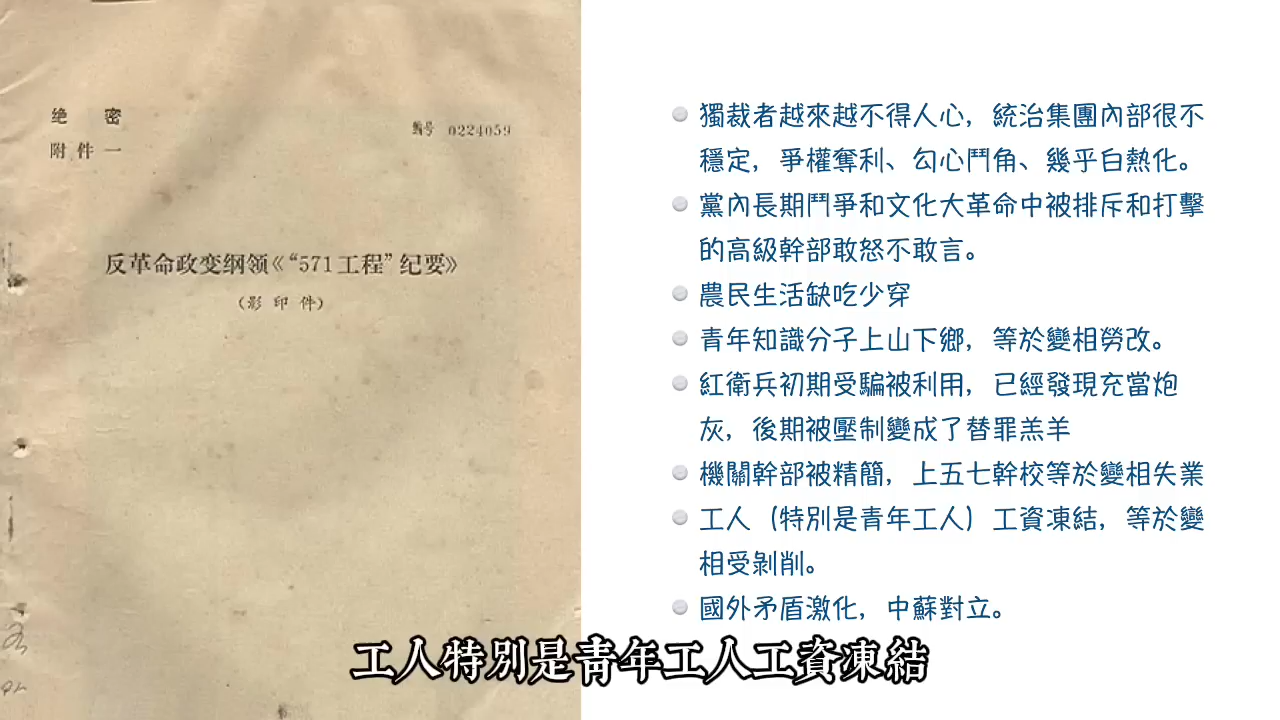 绝 密
附件一
编号 0224059
反革命政变纲领《“571工程”纪要》
（影 印 件）
獨裁者越來越不得人心，統治集團內部很不
穩定，爭權奪利、勾心鬥角、幾乎白熱化。
黨內長期鬥爭和文化大革命中被排斥和打擊
的高級幹部敢怒不敢言。
農民生活缺吃少穿
青年知識分子上山下鄉，等於變相勞改。
紅衛兵初期受騙被利用，已經發現充當炮
灰，後期被壓制變成了替罪羔羊
機關幹部被精簡，上五七幹校等於變相失業
工人（特別是青年工人）工資凍結，等於變
相受剝削。
國外矛盾激化，中蘇對立。
工人特別是青年工人工資凍結